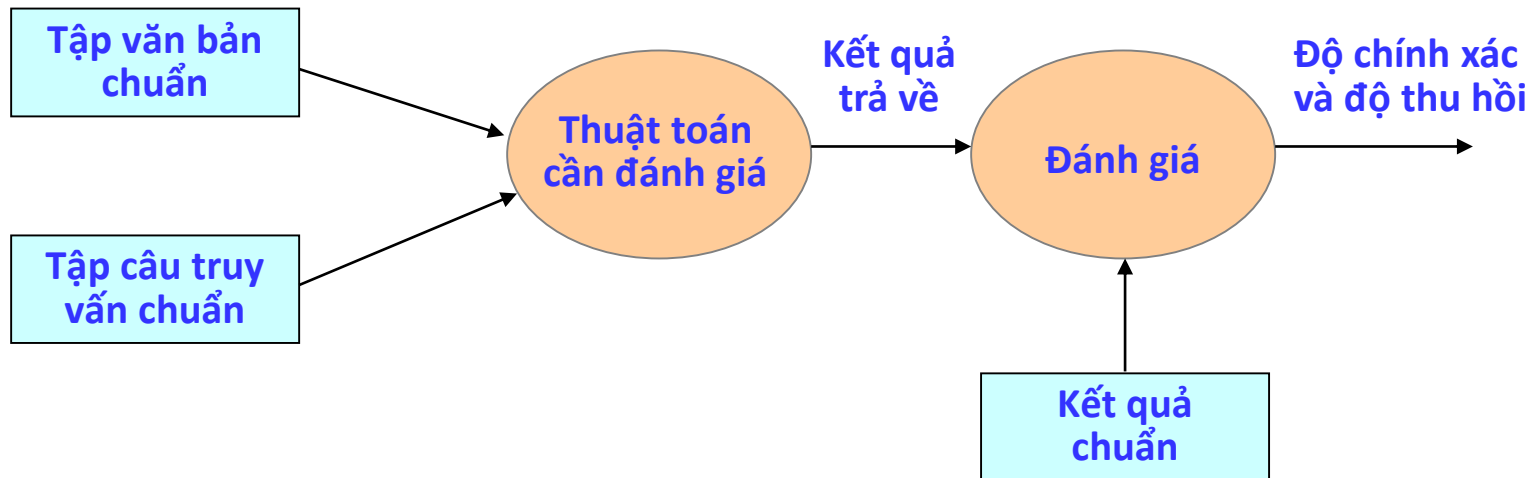 Tập văn bản
chuẩn
Tập câu truy
vấn chuẩn
Thuật toán
cần đánh giá
Kết quả
trả về
Đánh giá
Độ chính xác
và độ thu hồi
Kết quả
chuẩn